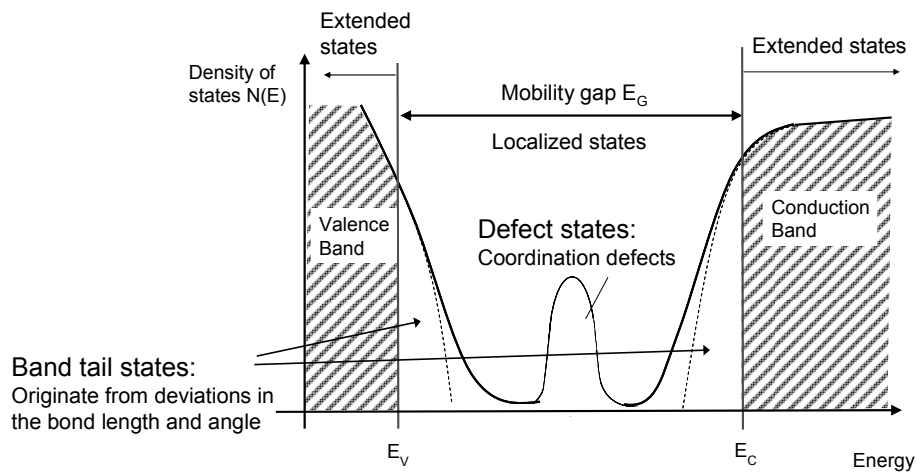 Extended
states
Extended states
Density of
states N(E)
Mobility gap E_G
Localized states
Valence
Band
Defect states:
Coordination defects
Conduction
Band
Band tail states:
Originate from deviations in
the bond length and angle
E_V
E_C
Energy